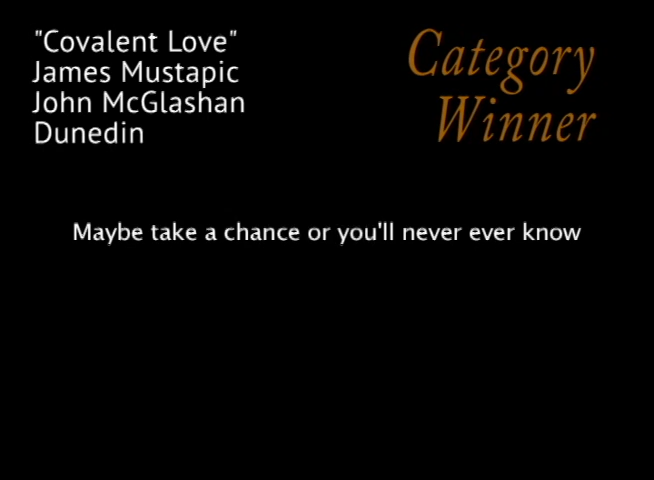 "Covalent Love"
James Mustapic
John McGlashan
Dunedin
Category
Winner
Maybe take a chance or you'll never ever know